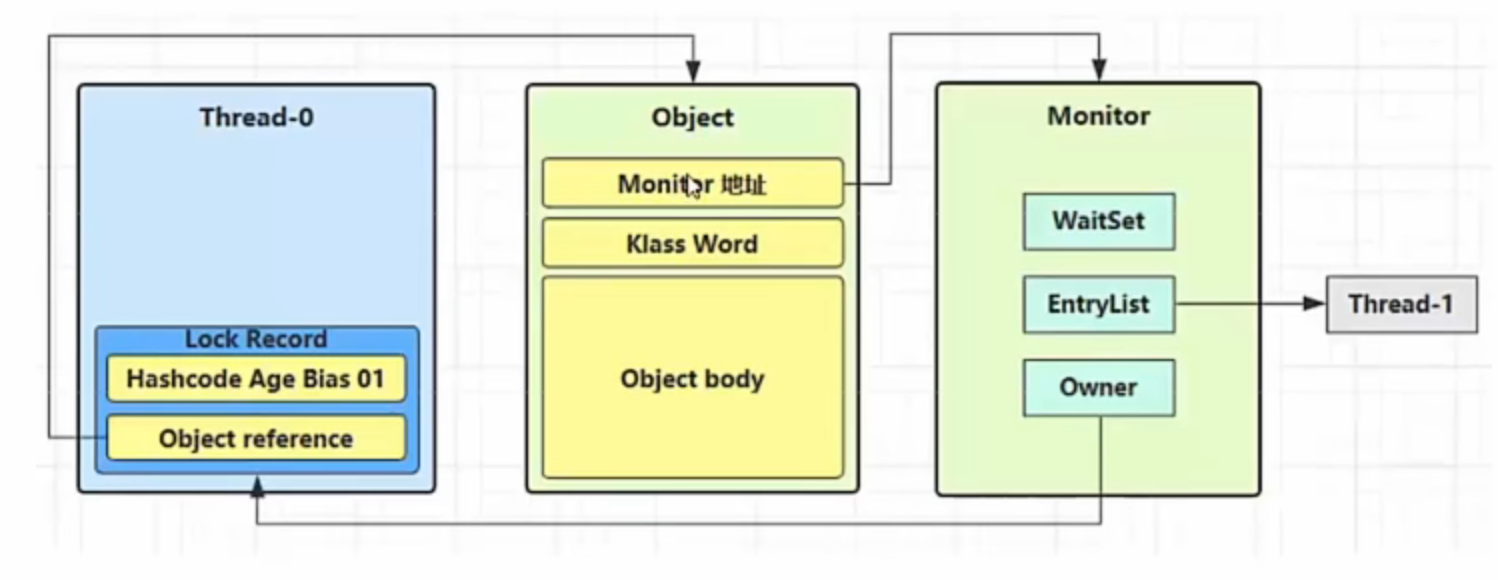 Thread-0
Lock Record
Hashcode Age Bias 01
Object reference
Object
Monitor 地址
Klass Word
Object body
Monitor
WaitSet
EntryList
Owner
Thread-1